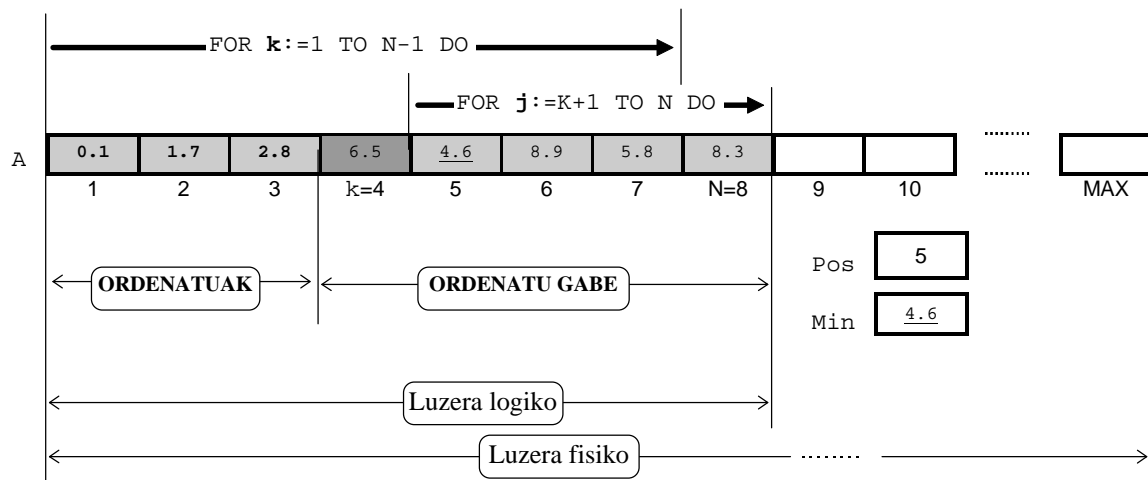 FOR k:=1 TO N-1 DO
FOR j:=K+1 TO N DO
A 0.1 1.7 2.8 6.5 4.6 8.9 5.8 8.3
1 2 3 k=4 5 6 7 N=8 9 10 MAX
Pos 5
ORDENATUAK ORDENATU GABE
Min 4.6
Luzera logiko
Luzera fisiko